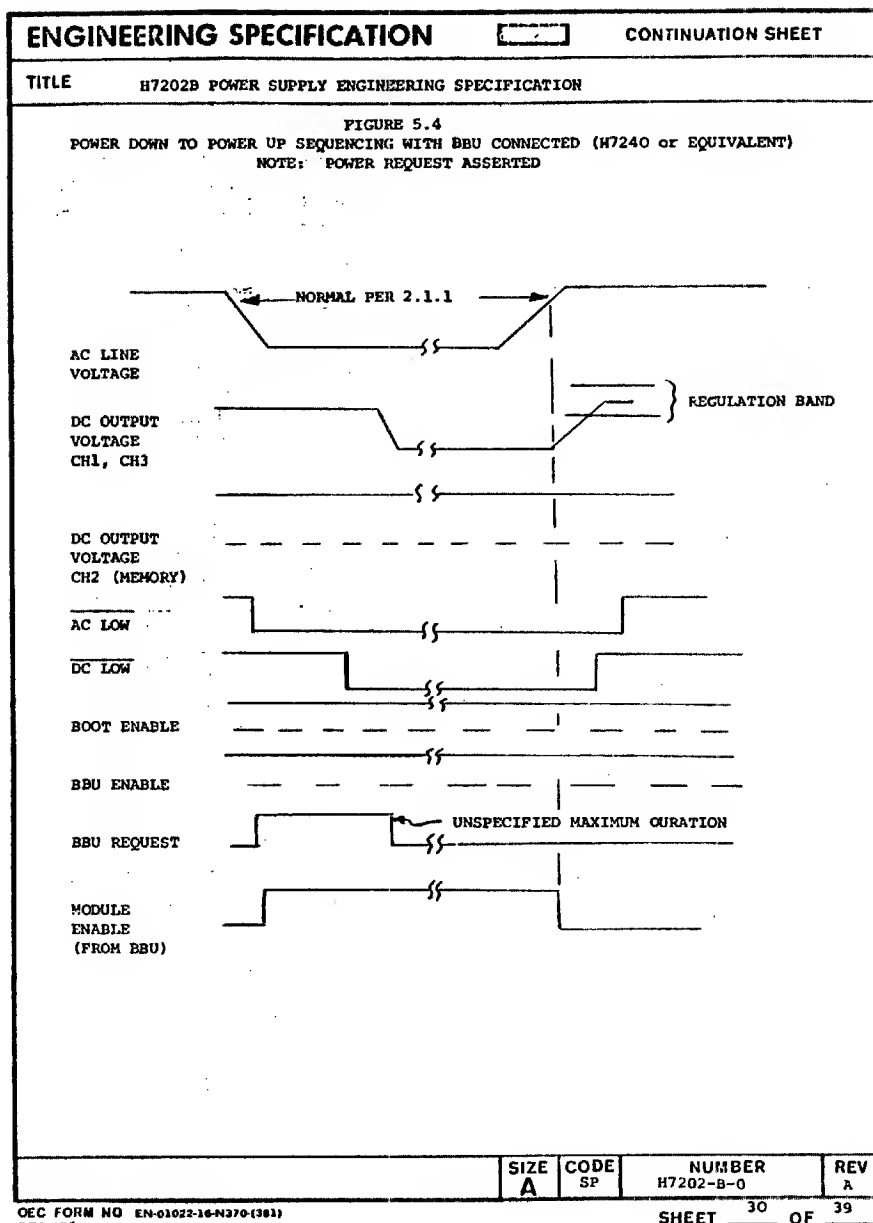 ENGINEERING SPECIFICATION CONTINUATION SHEET
TITLE H7202B POWER SUPPLY ENGINEERING SPECIFICATION
FIGURE 5.4
POWER DOWN TO POWER UP SEQUENCING WITH BBU CONNECTED (H7240 or EQUIVALENT)
NOTE: POWER REQUEST ASSERTED
NORMAL PER 2.1.1
AC LINE
VOLTAGE
REGULATION BAND
DC OUTPUT
VOLTAGE
CH1, CH3
DC OUTPUT
VOLTAGE
CH2 (MEMORY)
AC LOW
DC LOW
BOOT ENABLE
BBU ENABLE
UNSPECIFIED MAXIMUM OURATION
BBU REQUEST
MODULE
ENABLE
(FROM BBU)
SIZE CODE NUMBER REV
A SP H7202-B-0 A
OEC FORM NO EN-01022-16-N370-(381)
SHEET 30 OF 39